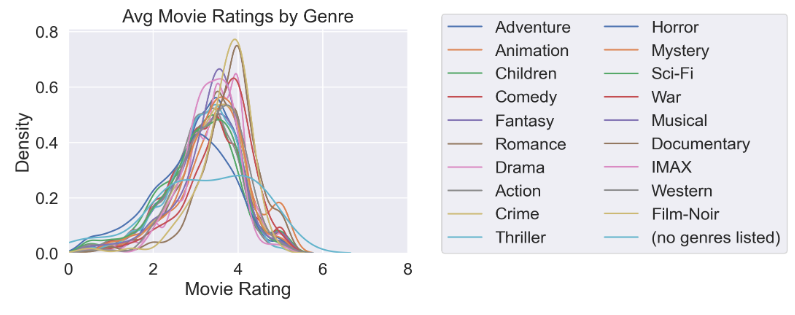 Avg Movie Ratings by Genre
0.8
0.6
0.4
0.2
0.0
Density
0 2 4 6 8
Movie Rating
Adventure Horror
Animation Mystery
Children Sci-Fi
Comedy War
Fantasy Musical
Romance Documentary
Drama IMAX
Action Western
Crime Film-Noir
Thriller (no genres listed)